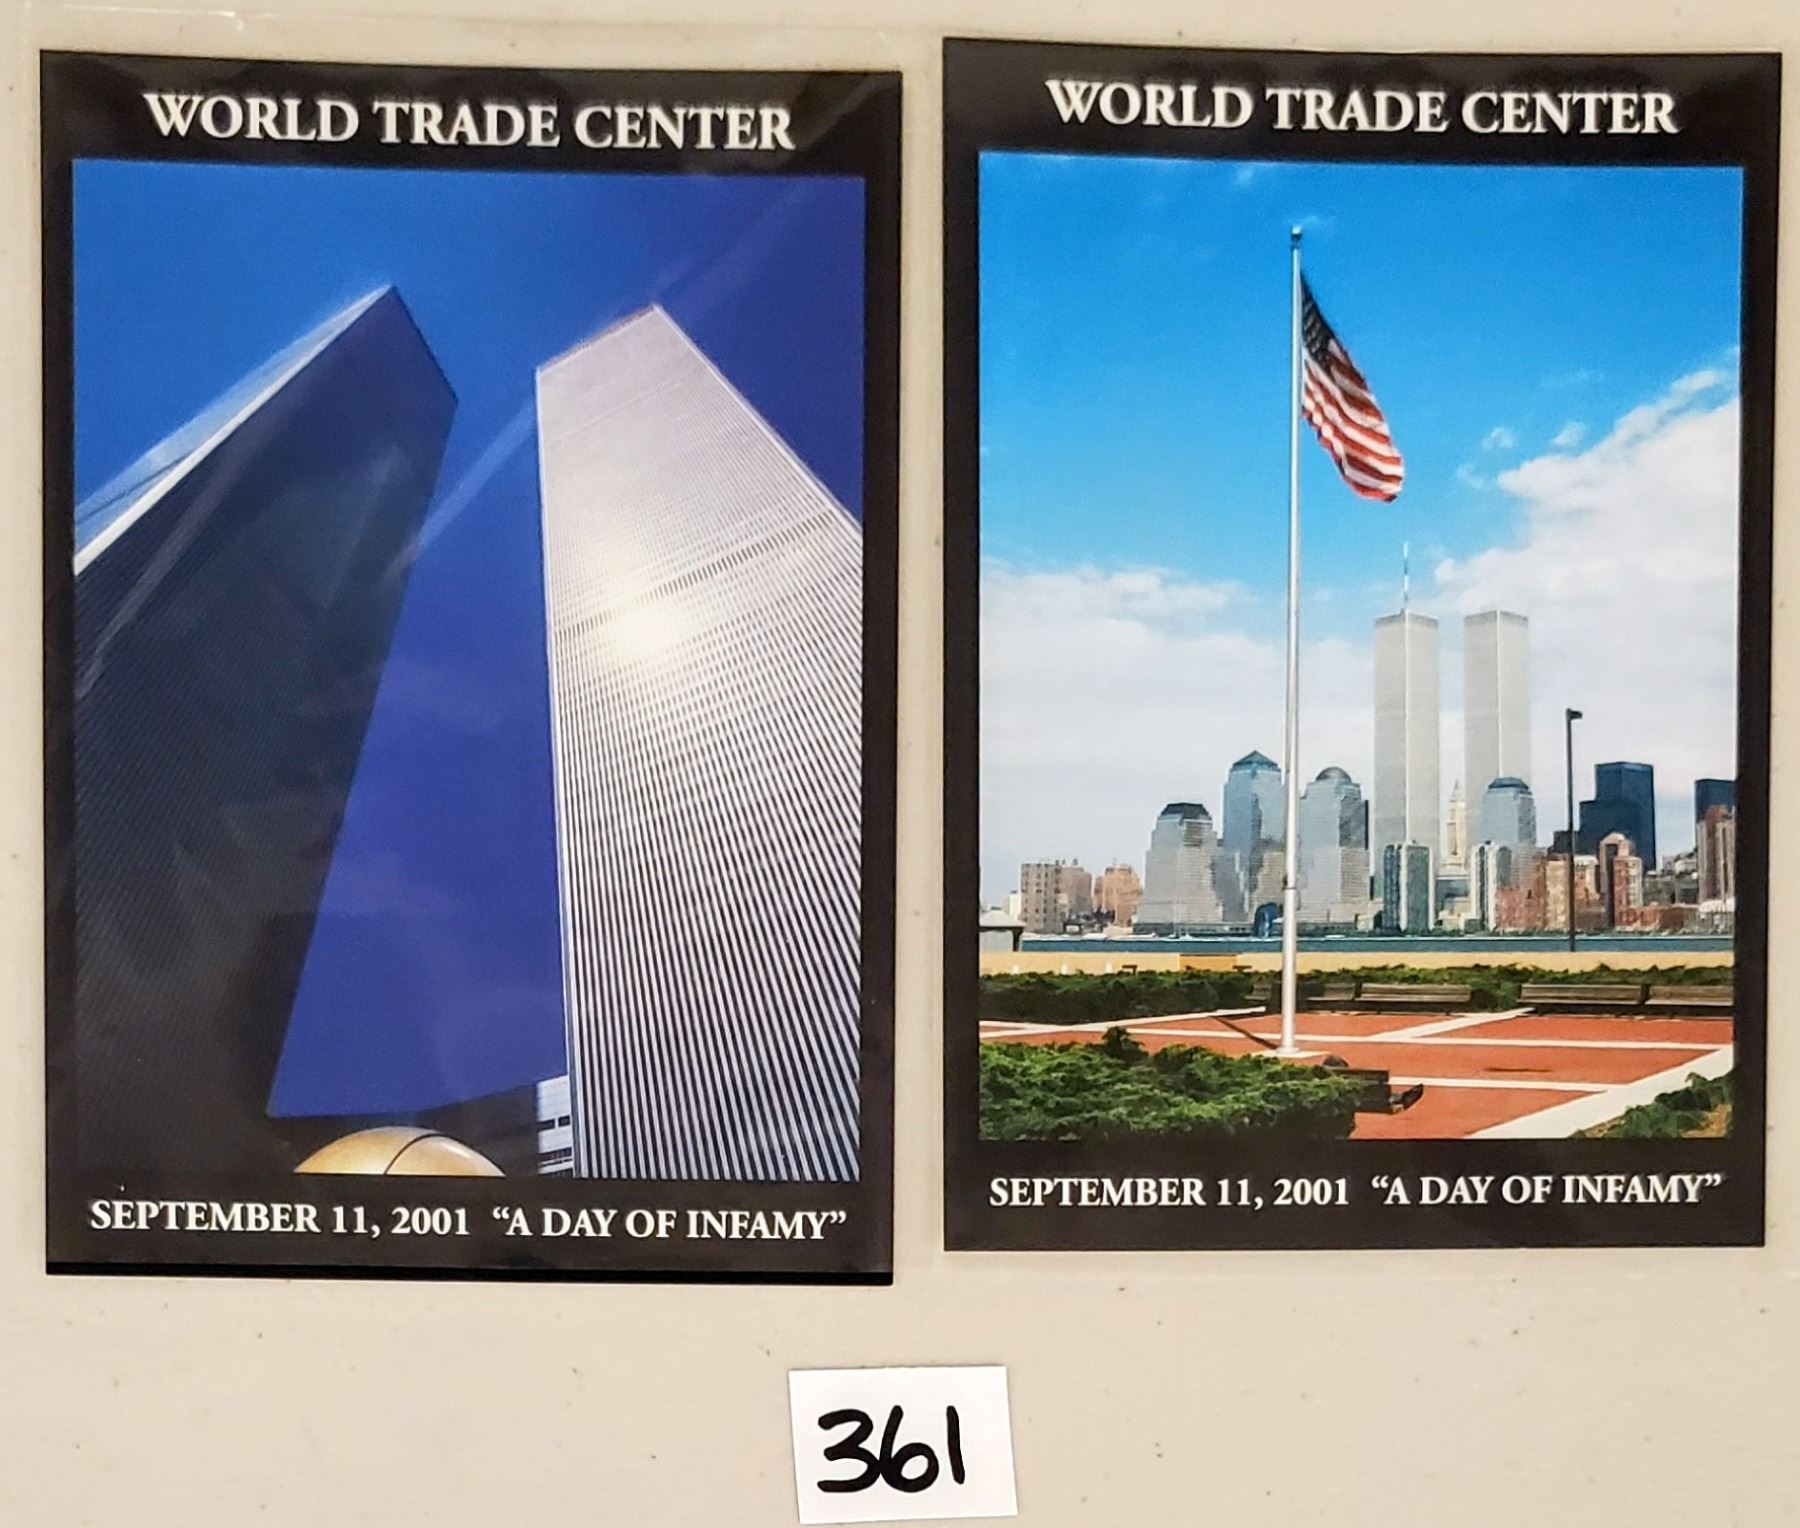 WORLD TRADE CENTER
SEPTEMBER 11, 2001 “A DAY OF INFAMY”
WORLD TRADE CENTER
SEPTEMBER 11, 2001 “A DAY OF INFAMY”
361